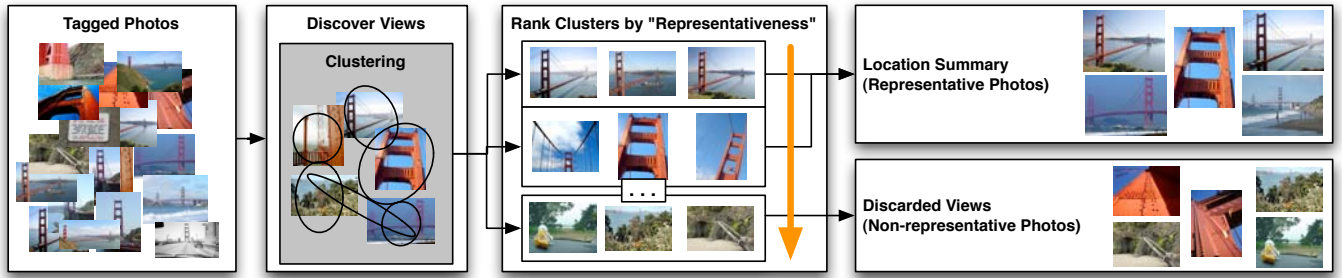 Tagged Photos
Discover Views
Clustering
Rank Clusters by "Representativeness"
. . .
Location Summary
(Representative Photos)
Discarded Views
(Non-representative Photos)